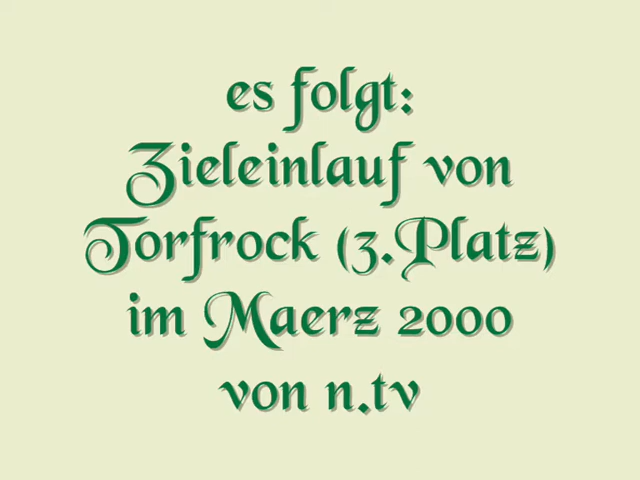 es folgt:
Zieleinlauf von
Torfrock (3.Platz)
im Maerz 2000
von n.tv